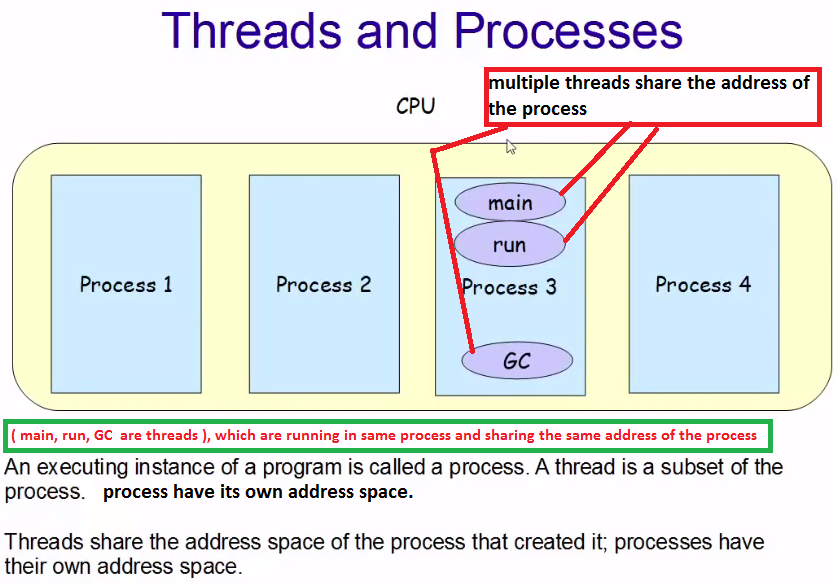 Threads and Processes
multiple threads share the address of
the process
CPU
main
run
Process 1
Process 2
Process 3
Process 4
GC
( main, run, GC are threads ), which are running in same process and sharing the same address of the process
An executing instance of a program is called a process. A thread is a subset of the
process. process have its own address space.
Threads share the address space of the process that created it; processes have
their own address space.